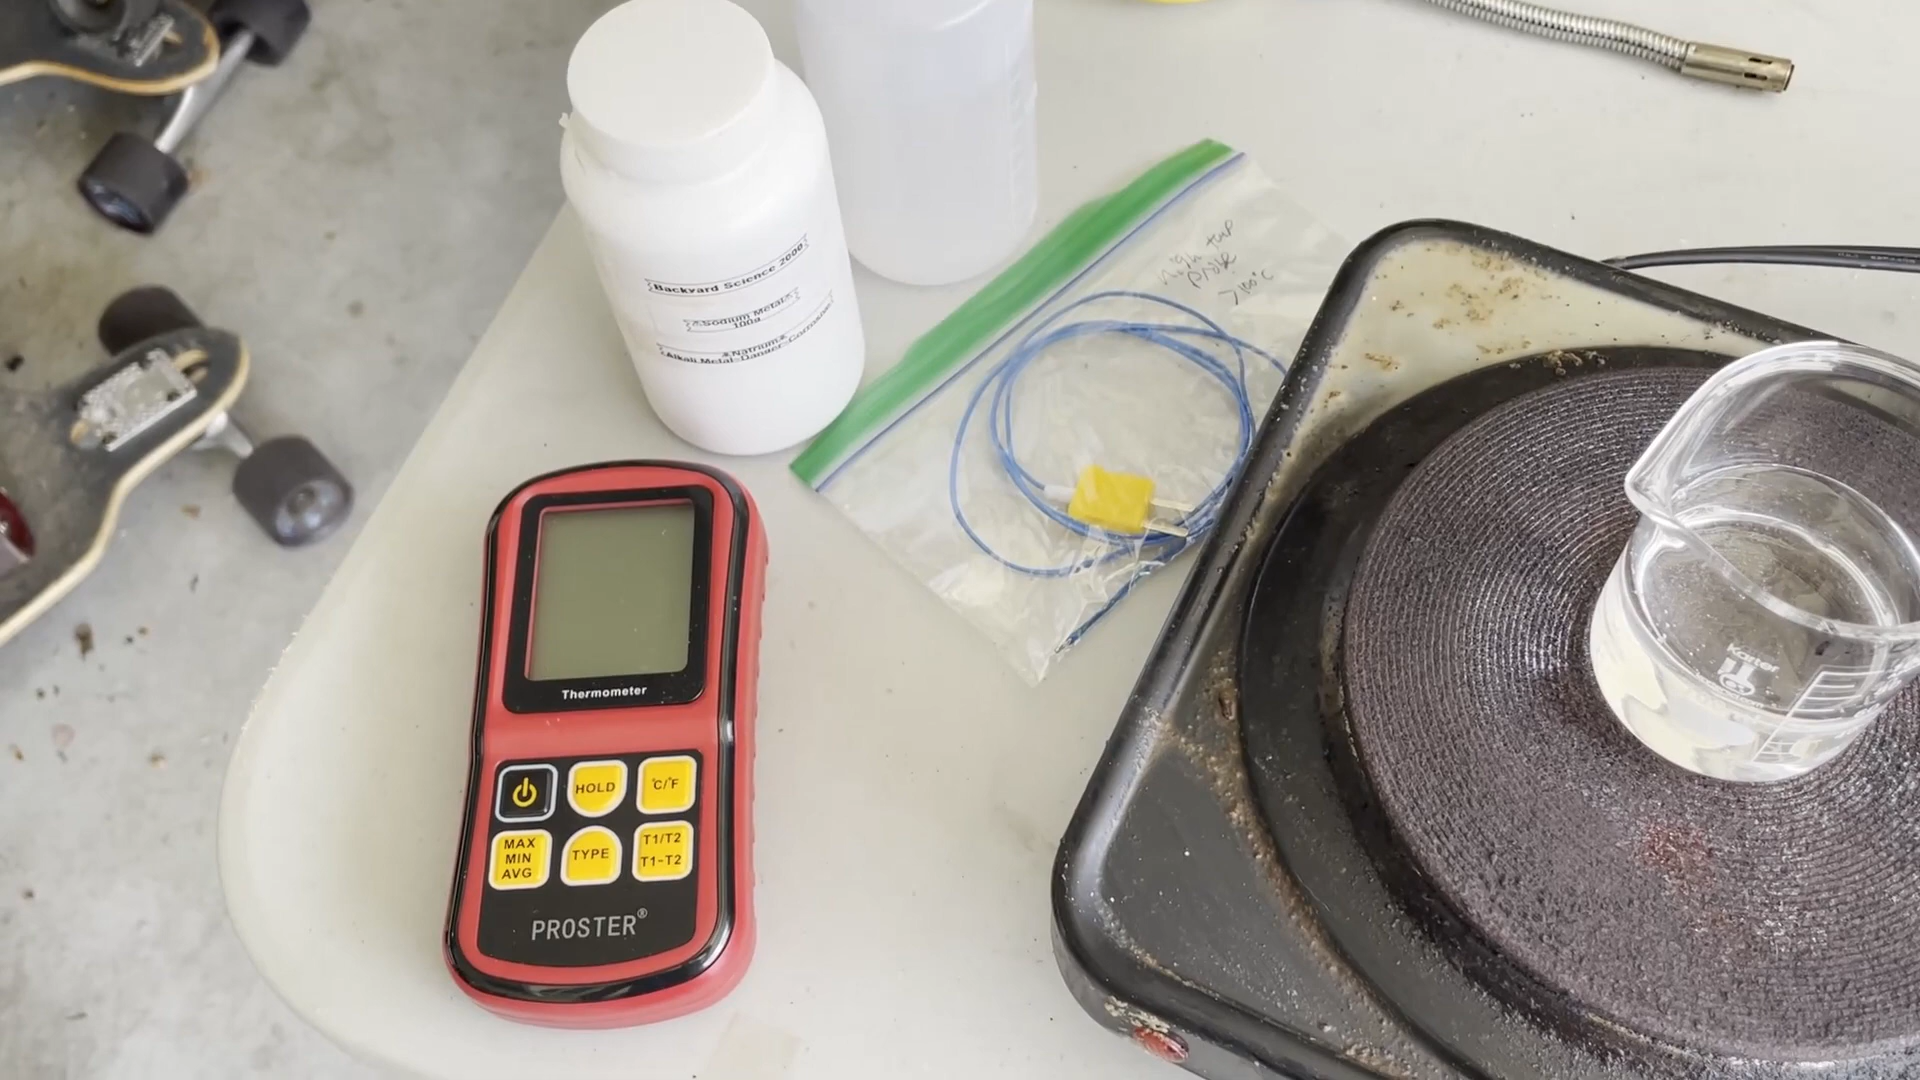 Backyard Science 2000
Sodium Metal
100g
Natrium
Alkali Metal-Danger-Corrosive
high temp
probe
>100°C
Thermometer
HOLD
°C/°F
MAX
MIN
AVG
TYPE
T1/T2
T1-T2
PROSTER®
Karter